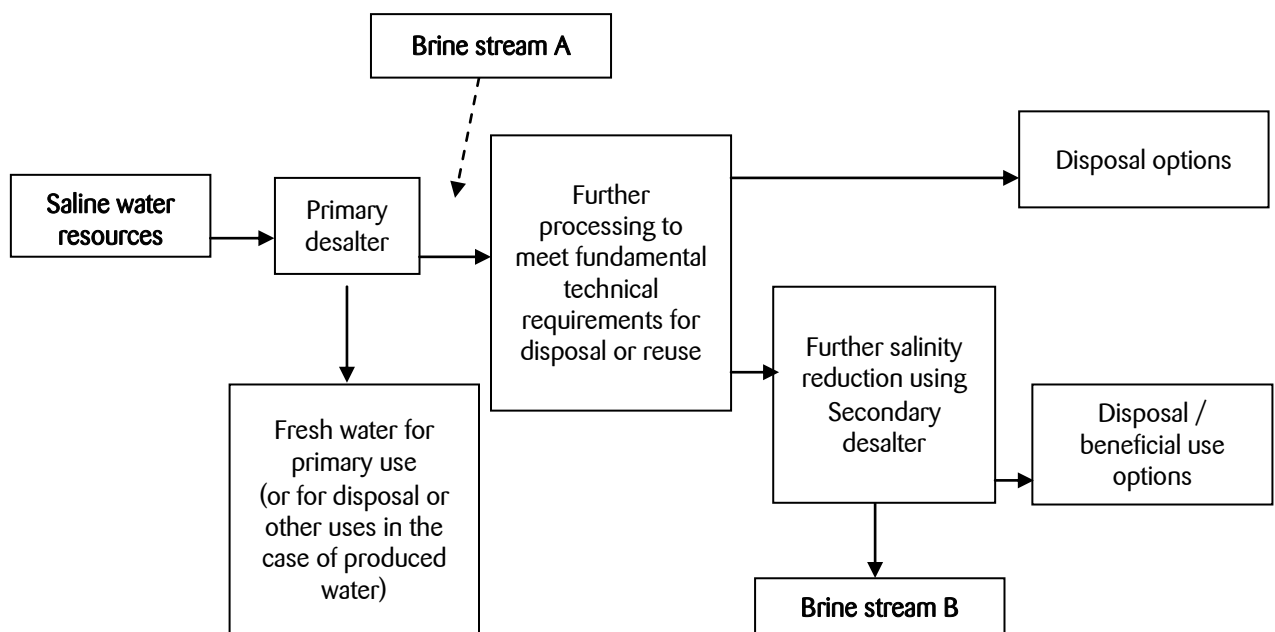 Brine stream A
Saline water
resources
Primary
desalter
Further
processing to
meet fundamental
technical
requirements for
disposal or reuse
Disposal options
Fresh water for
primary use
(or for disposal or
other uses in the
case of produced
water)
Further salinity
reduction using
Secondary
desalter
Disposal /
beneficial use
options
Brine stream B